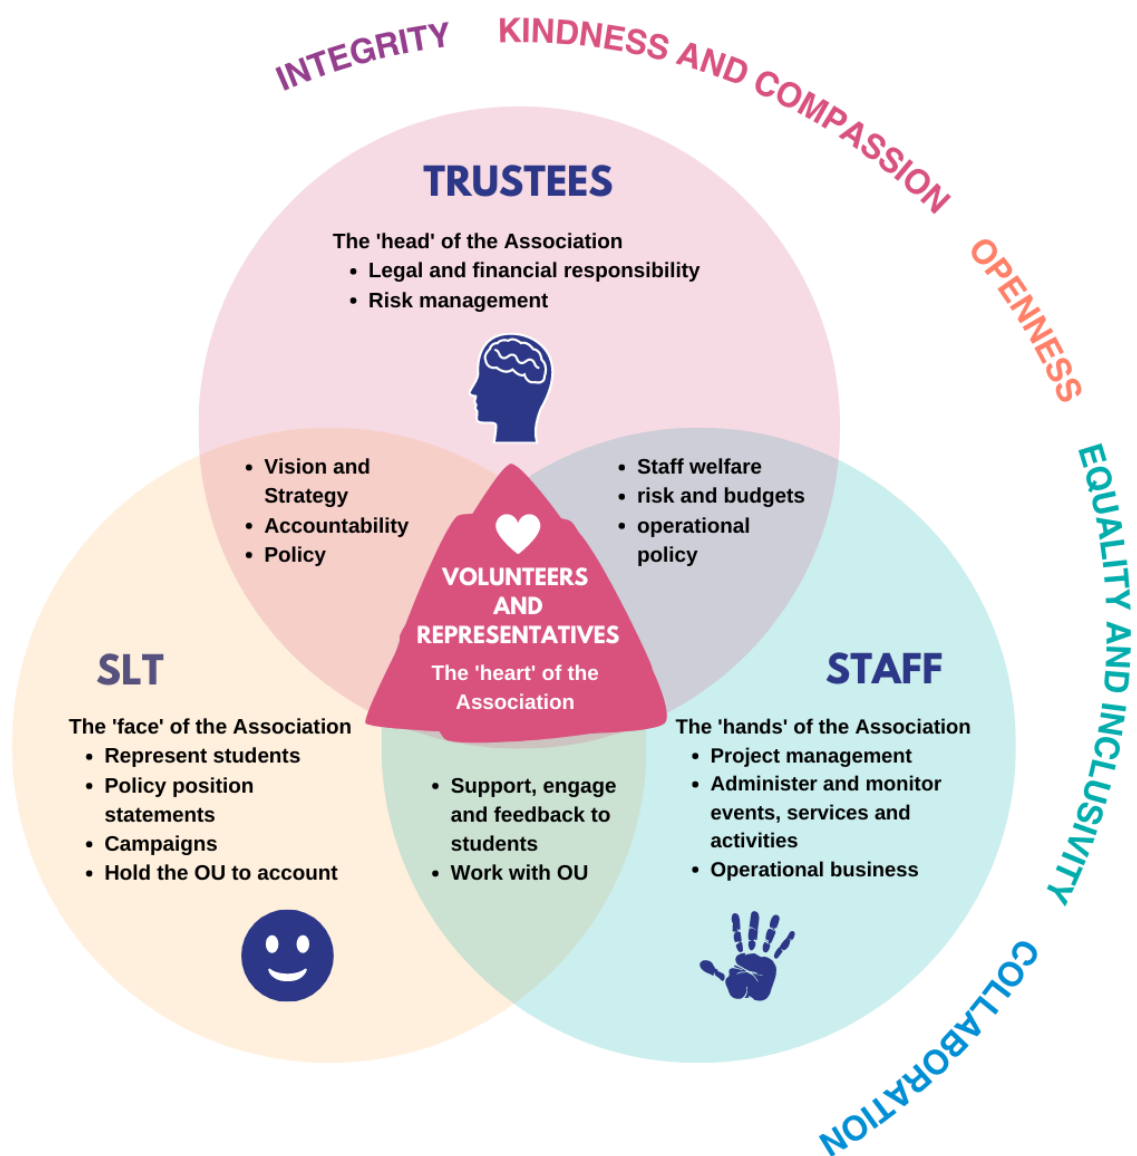 INTEGRITY
KINDNESS AND COMPASSION
OPENNESS
EQUALITY AND INCLUSIVITY
COLLABORATION
TRUSTEES
The 'head' of the Association
• Legal and financial responsibility
• Risk management
• Vision and
Strategy
• Accountability
• Policy
• Staff welfare
• risk and budgets
• operational
policy
VOLUNTEERS
AND
REPRESENTATIVES
The 'heart' of the
Association
SLT
The 'face' of the Association
• Represent students
• Policy position
statements
• Campaigns
• Hold the OU to account
• Support, engage
and feedback to
students
• Work with OU
STAFF
The 'hands' of the Association
• Project management
• Administer and monitor
events, services and
activities
• Operational business